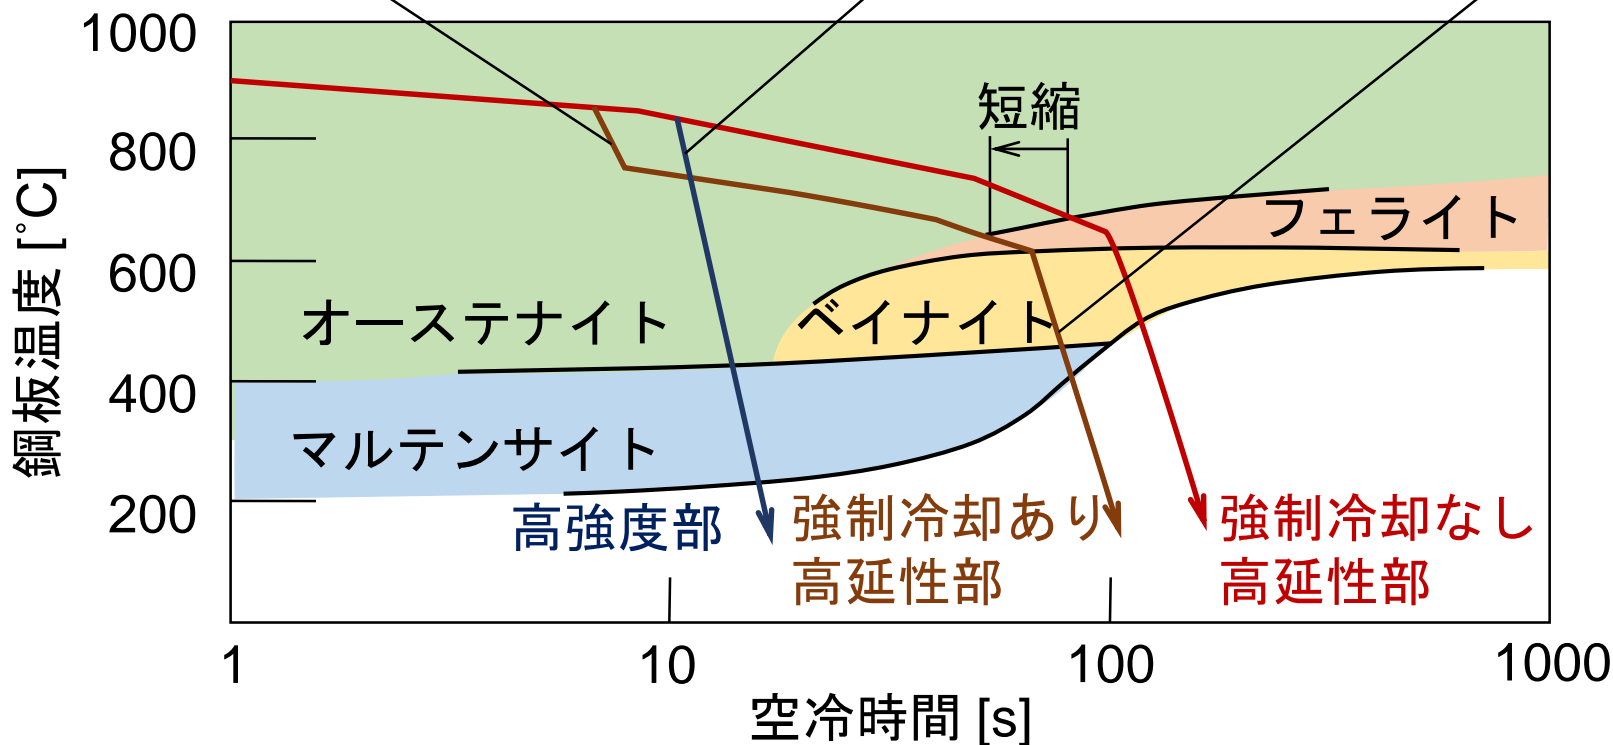 1000
800
600
400
200
鋼板温度 [°C]
短縮
フェライト
オーステナイト
ベイナイト
マルテンサイト
高強度部
強制冷却あり
高延性部
強制冷却なし
高延性部
1
10
100
1000
空冷時間 [s]